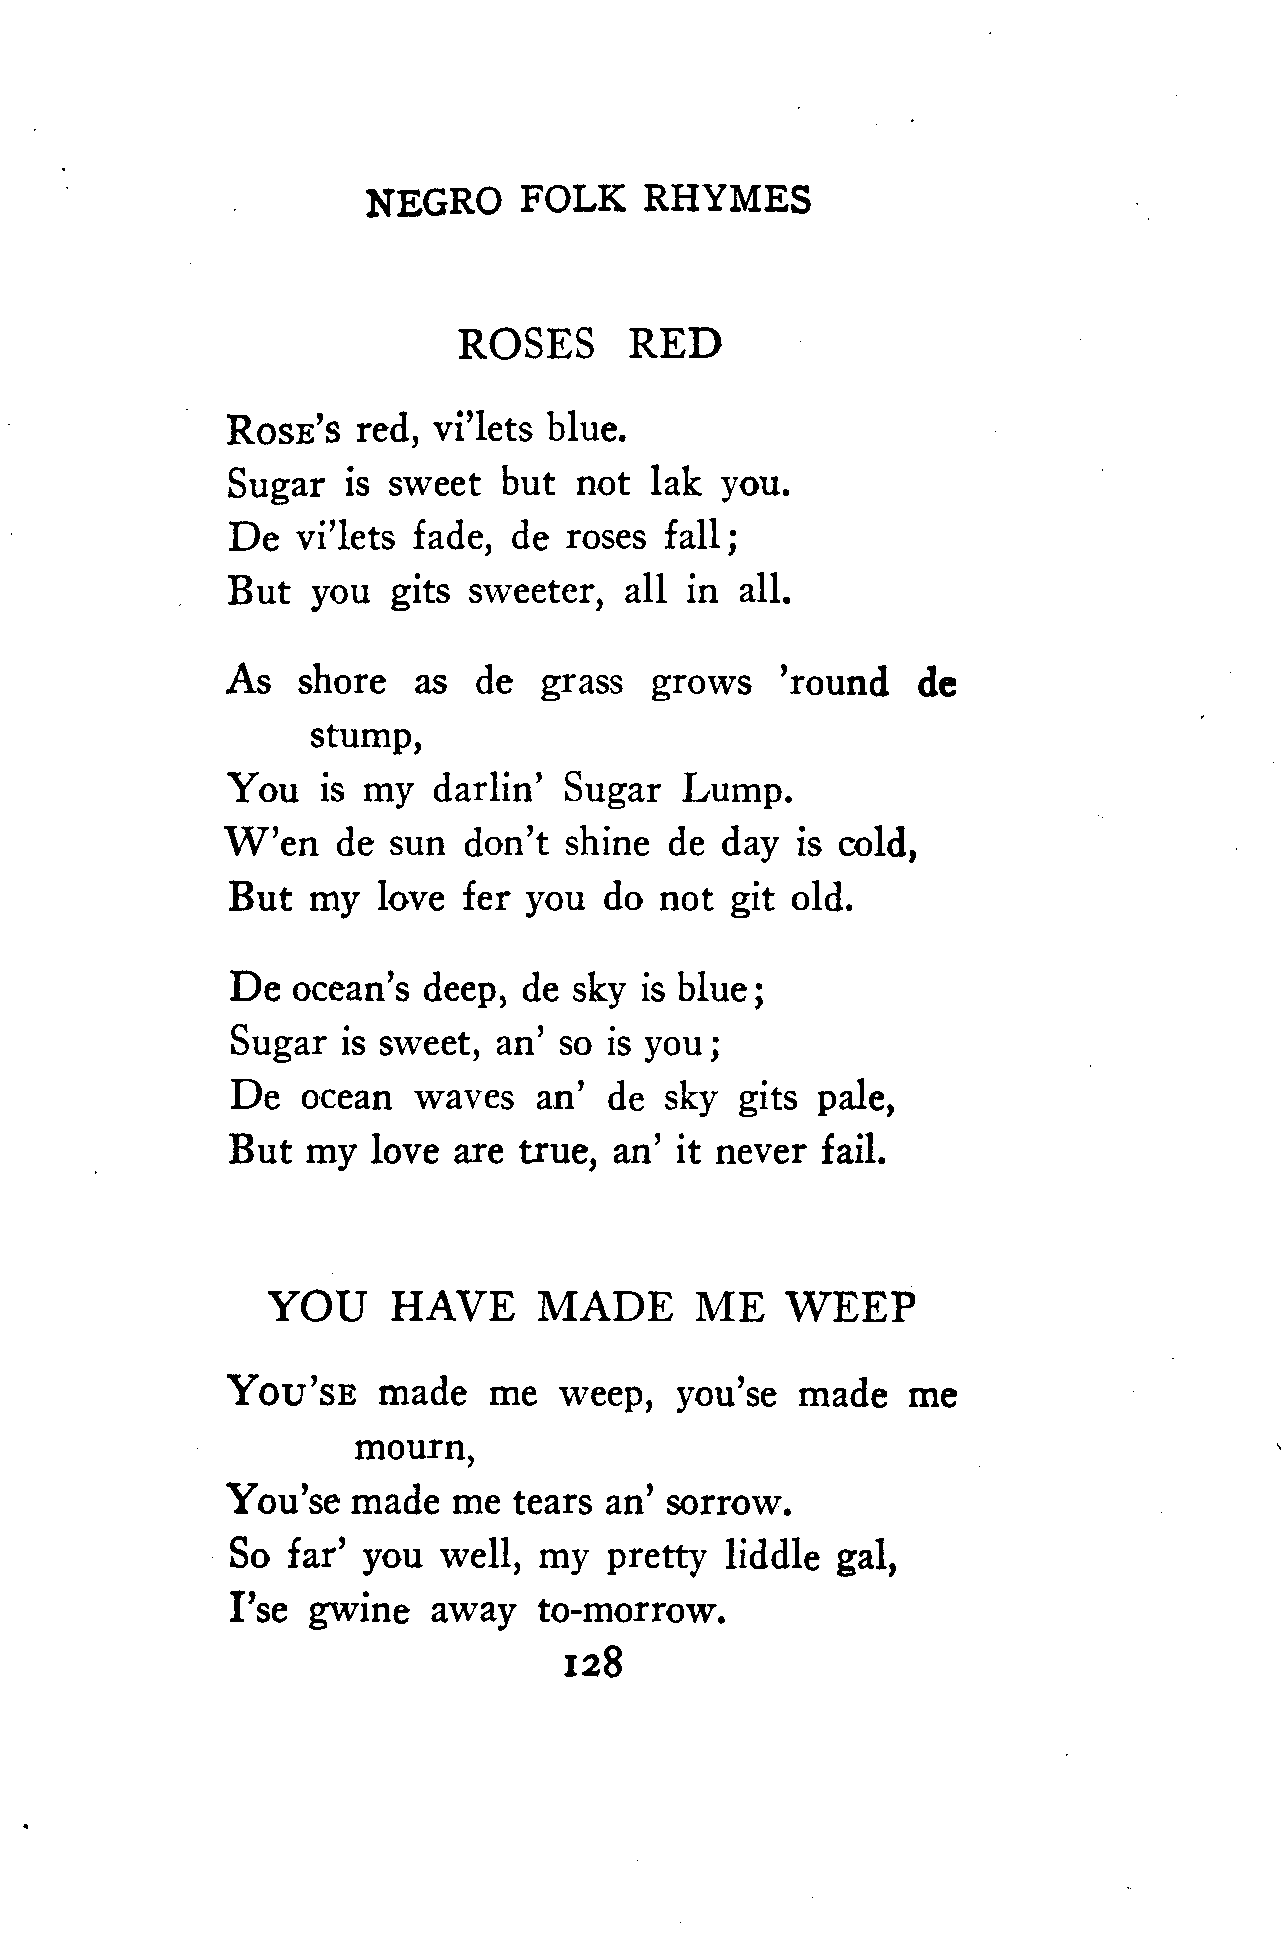 NEGRO FOLK RHYMES
ROSES RED
ROSE'S red, vi'lets blue.
Sugar is sweet but not lak you.
De vi'lets fade, de roses fall;
But you gits sweeter, all in all.
As shore as de grass grows 'round de
stump,
You is my darlin' Sugar Lump.
W'en de sun don't shine de day is cold,
But my love fer you do not git old.
De ocean's deep, de sky is blue;
Sugar is sweet, an' so is you;
De ocean waves an' de sky gits pale,
But my love are true, an' it never fail.
YOU HAVE MADE ME WEEP
YOU'SE made me weep, you'se made me
mourn,
You'se made me tears an' sorrow.
So far' you well, my pretty liddle gal,
I'se gwine away to-morrow.
128